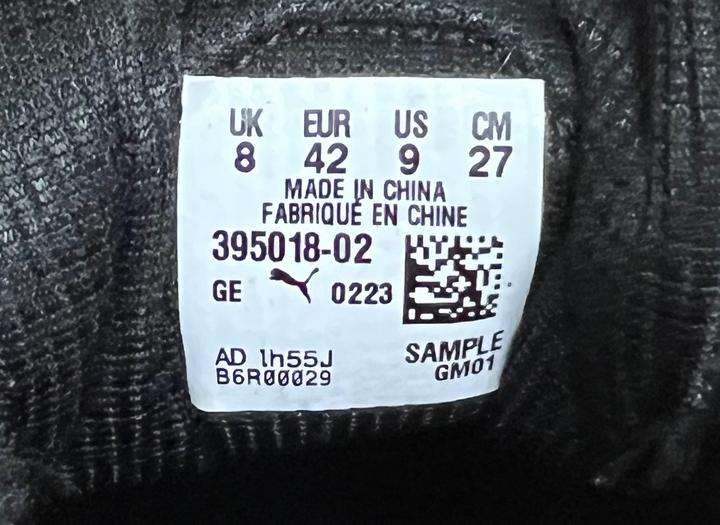 UK EUR US CM
8 42 9 27
MADE IN CHINA
FABRIQUÉ EN CHINE
395018-02
GE 0223
AD 1h55J
B6R00029
SAMPLE
GM01